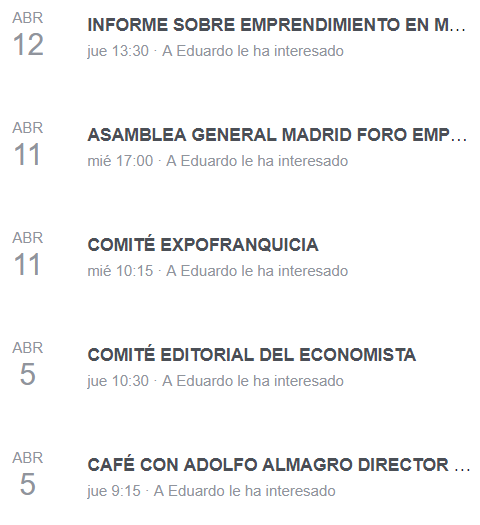 ABR
12
INFORME SOBRE EMPRENDIMIENTO EN M...
jue 13:30 · A Eduardo le ha interesado
ABR
11
ASAMBLEA GENERAL MADRID FORO EMP...
mié 17:00 · A Eduardo le ha interesado
ABR
11
COMITÉ EXPOFRANQUICIA
mié 10:15 · A Eduardo le ha interesado
ABR
5
COMITÉ EDITORIAL DEL ECONOMISTA
jue 10:30 · A Eduardo le ha interesado
ABR
5
CAFÉ CON ADOLFO ALMAGRO DIRECTOR ...
jue 9:15 · A Eduardo le ha interesado